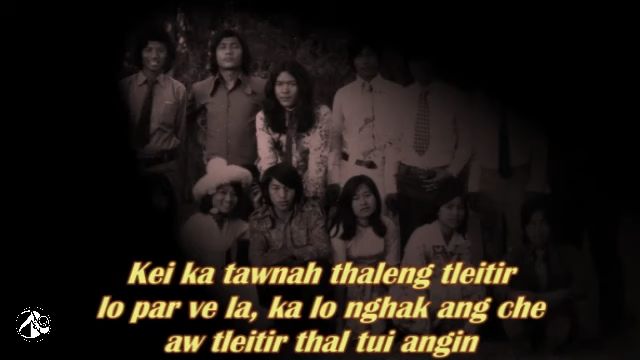 Kei ka tawnah thaleng tleitir
lo par ve la, ka lo nghak ang che
aw tleitir thal tui angin